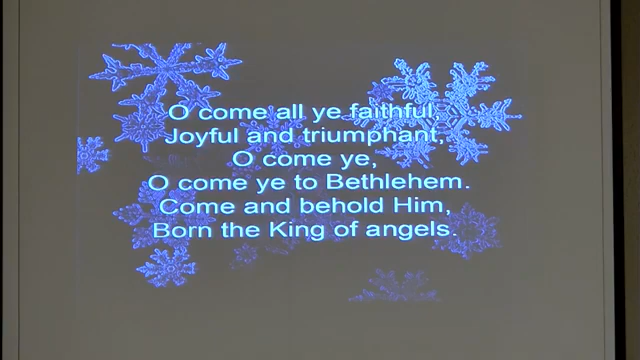 O come all ye faithful,
Joyful and triumphant,
O come ye,
O come ye to Bethlehem.
Come and behold Him,
Born the King of angels.